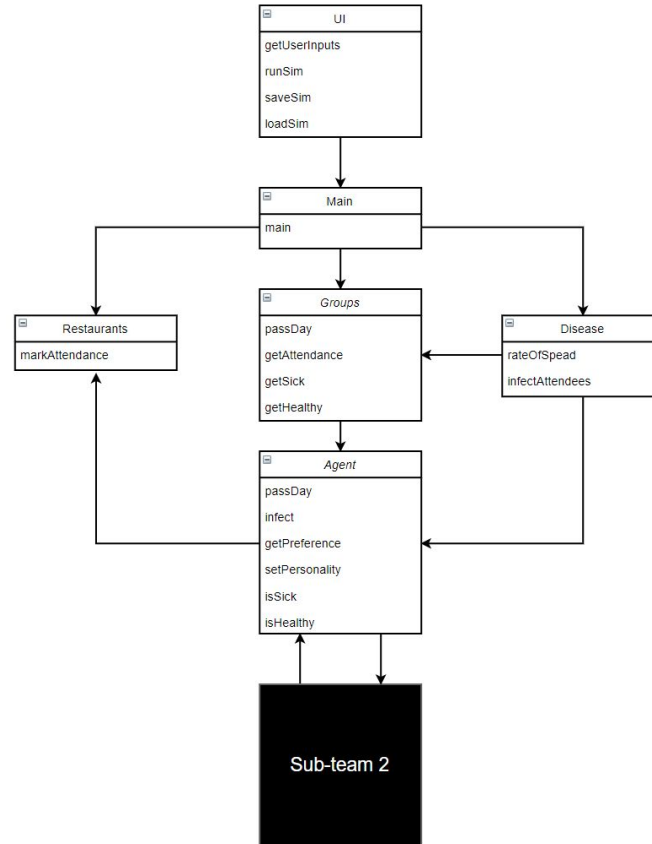 UI
getUserInputs
runSim
saveSim
loadSim
Main
main
Groups
passDay
getAttendance
getSick
getHealthy
Restaurants
markAttendance
Disease
rateOfSpead
infectAttendees
Agent
passDay
infect
getPreference
setPersonality
isSick
isHealthy
Sub-team 2